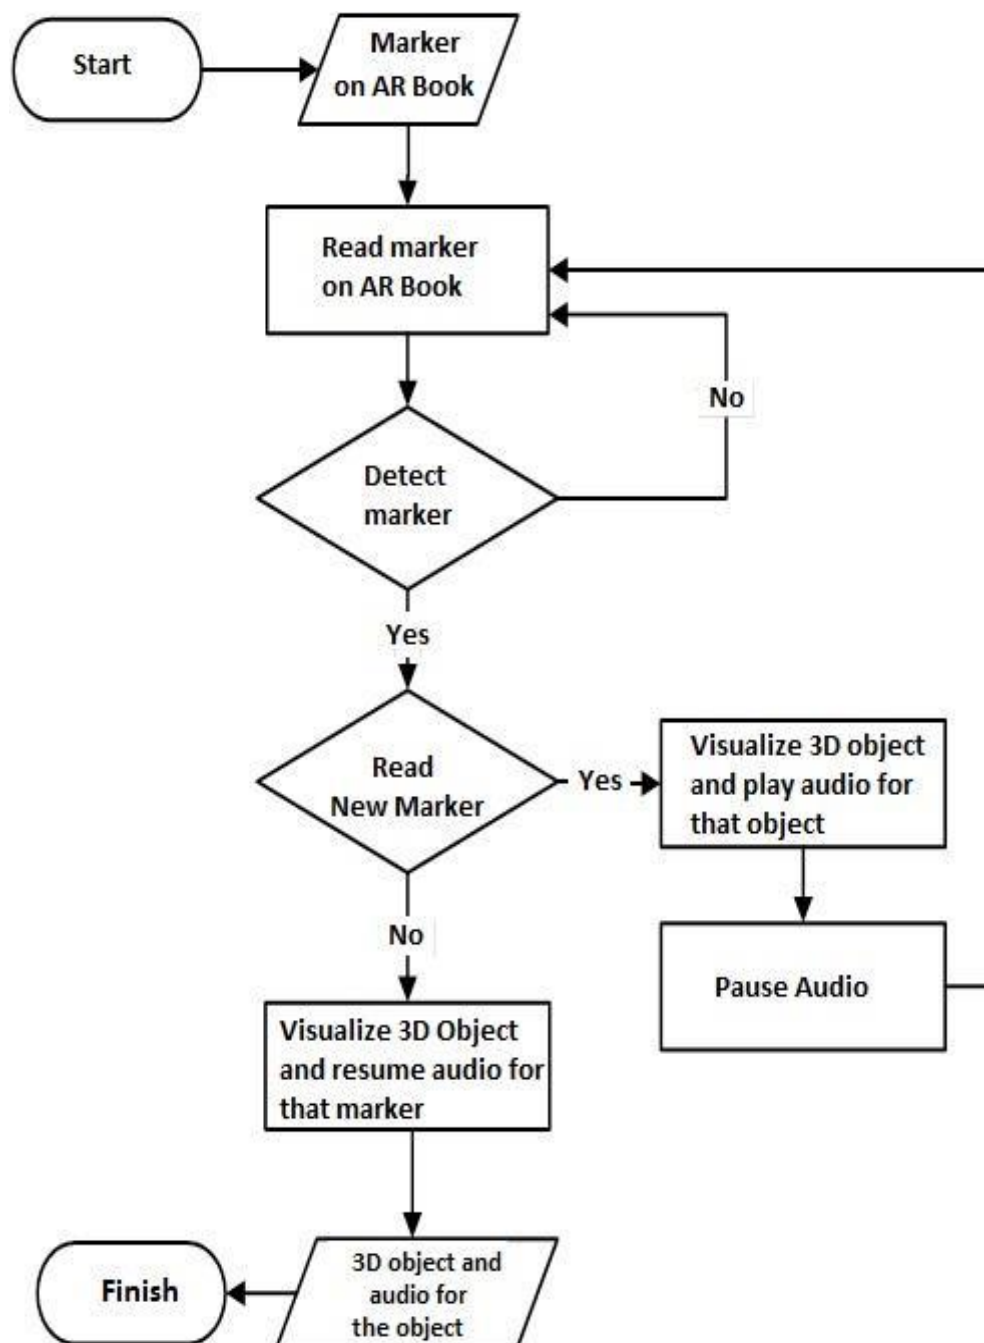 Start
Marker
on AR Book
Read marker
on AR Book
No
Detect
marker
Yes
Read
New Marker
Yes
Visualize 3D object
and play audio for
that object
No
Pause Audio
Visualize 3D Object
and resume audio for
that marker
3D object and
audio for
the object
Finish